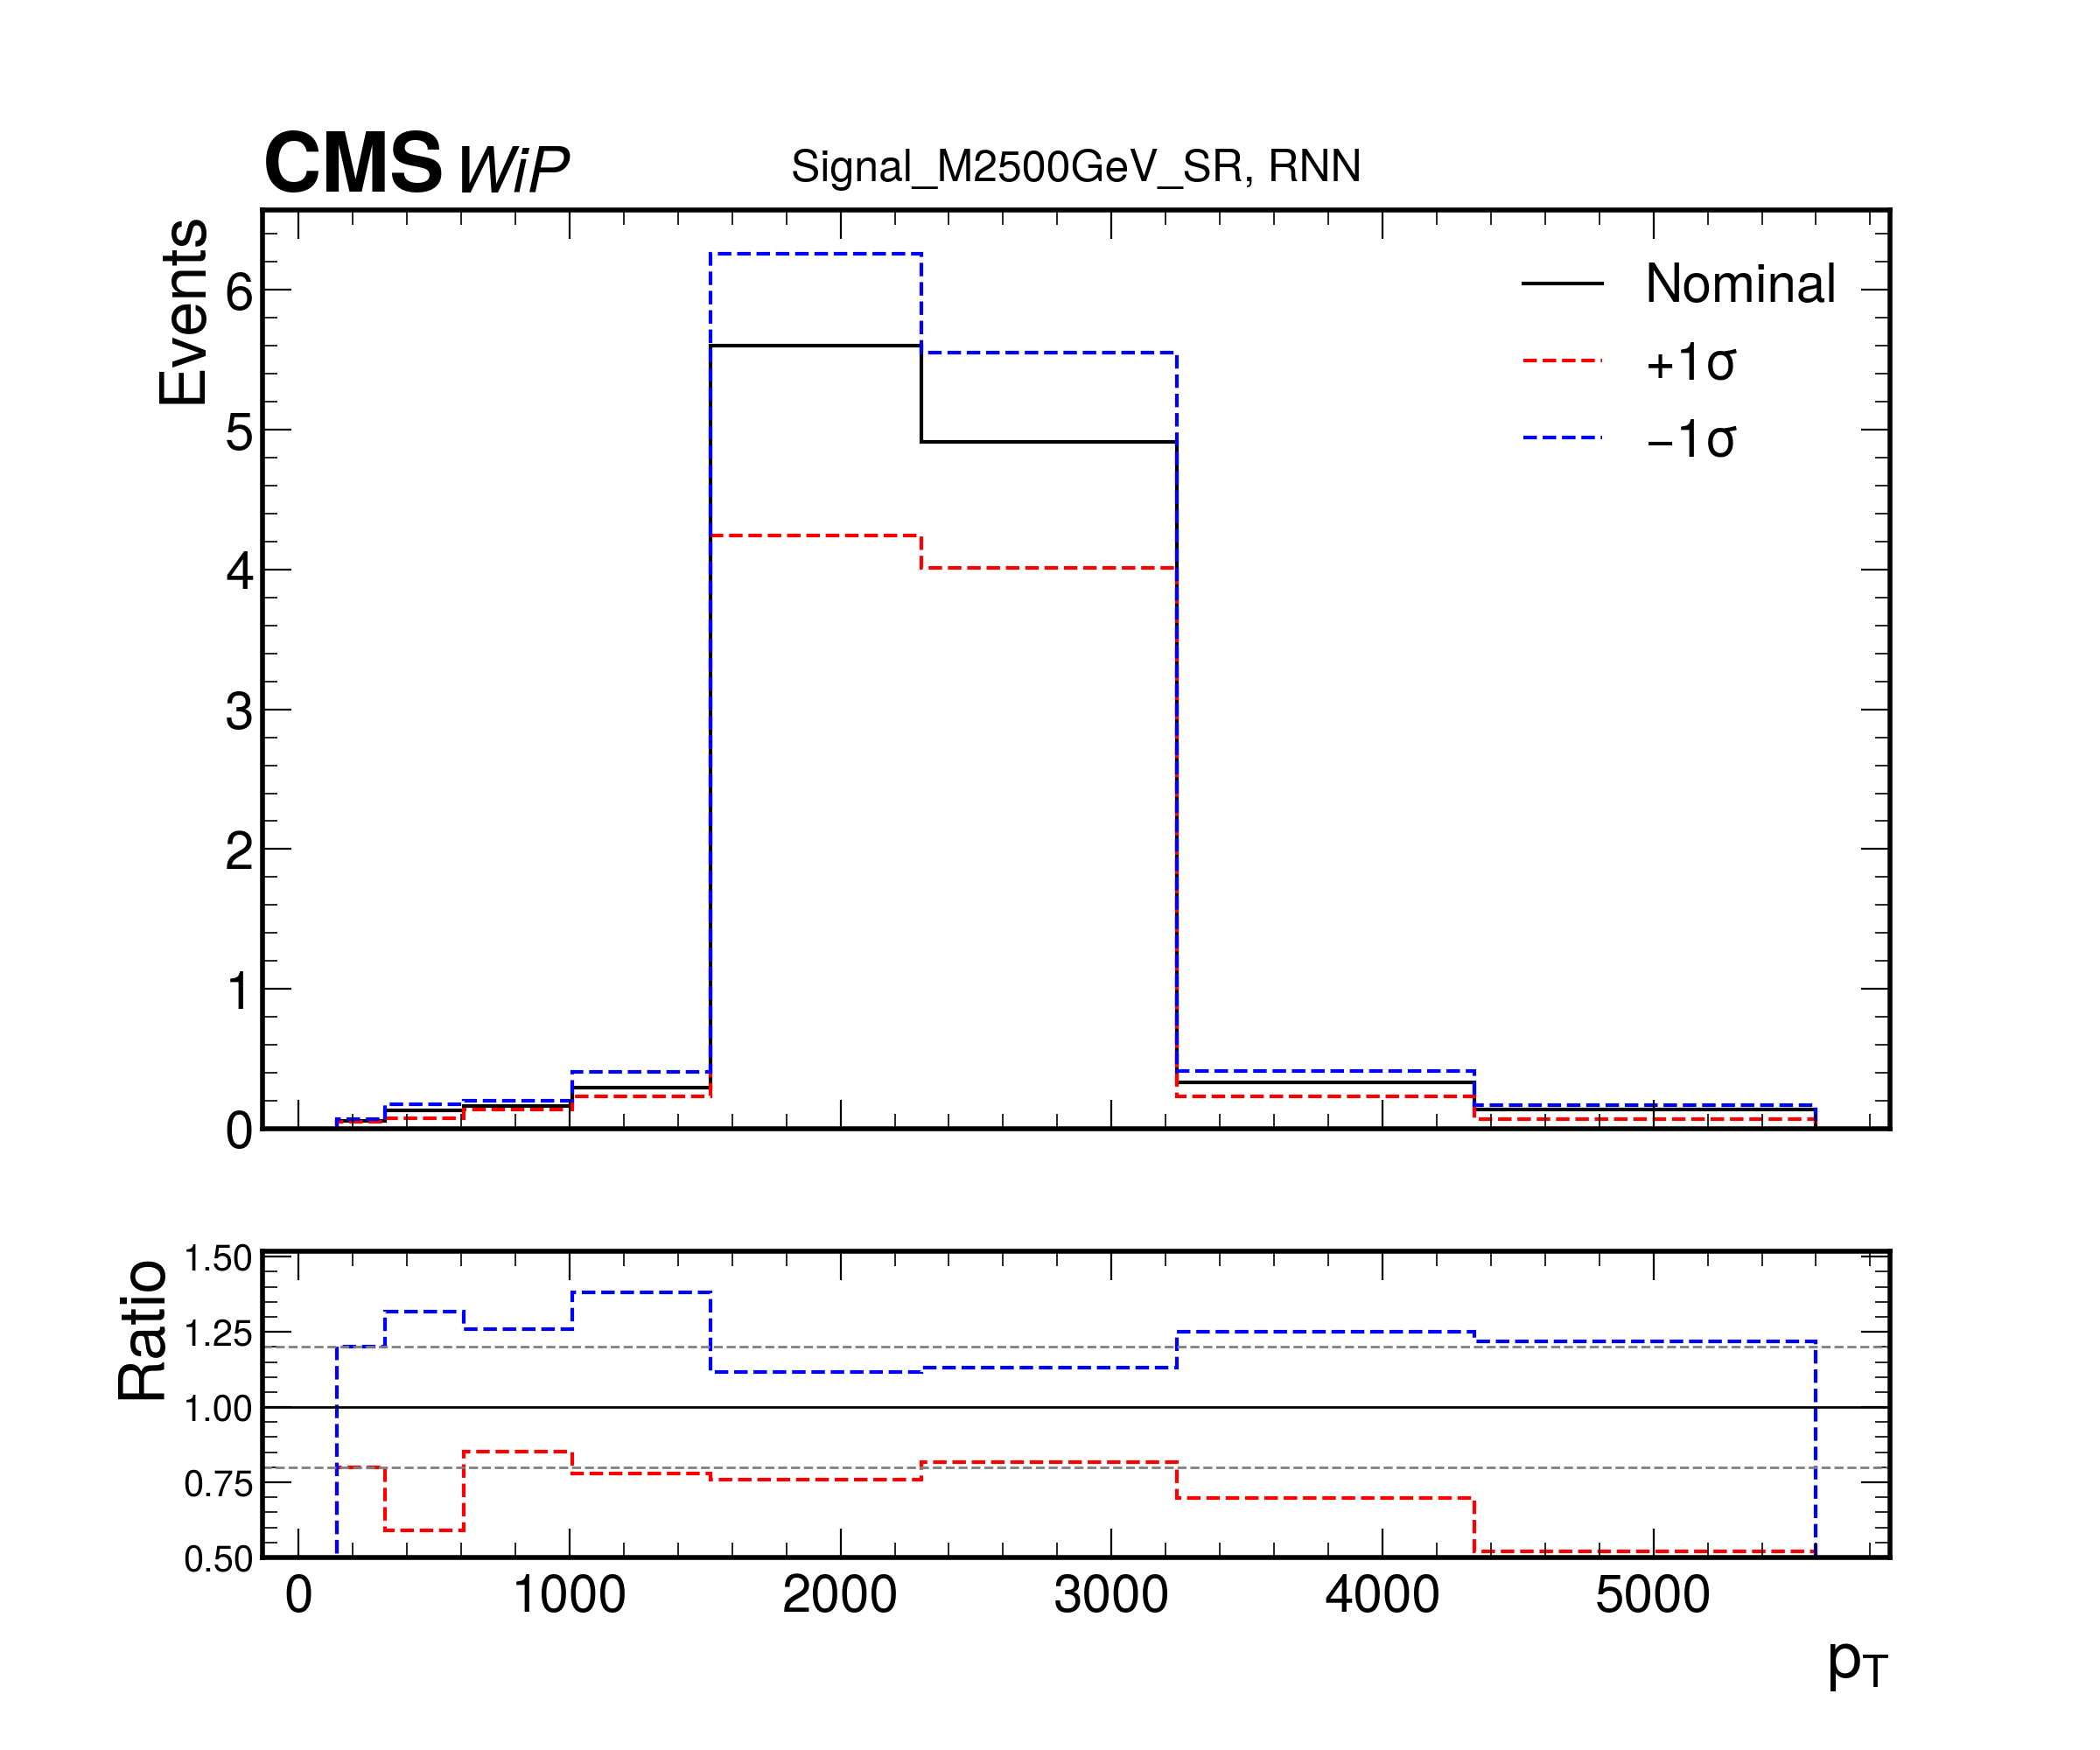 CMS WiP
Signal_M2500GeV_SR, RNN
Events
6
5
4
3
2
1
0
Nominal
+1σ
−1σ
Ratio
1.50
1.25
1.00
0.75
0.50
0 1000 2000 3000 4000 5000
pT